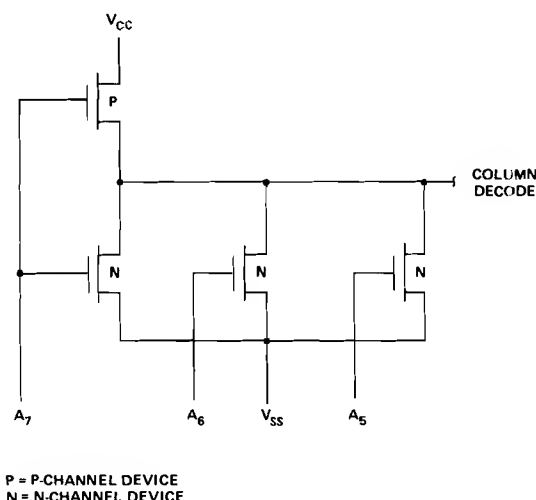 VCC
P
COLUMN
DECODE
N
N
N
A7
A6
VSS
A5
P = P-CHANNEL DEVICE
N = N-CHANNEL DEVICE